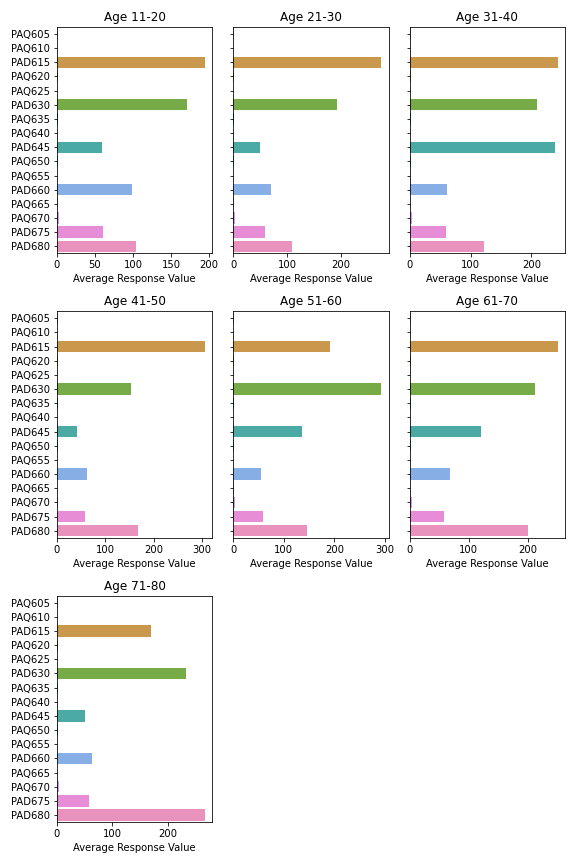 Age 11-20
Age 21-30
Age 31-40
PAQ605
PAQ610
PAD615
PAQ620
PAQ625
PAD630
PAQ635
PAQ640
PAD645
PAQ650
PAQ655
PAD660
PAQ665
PAQ670
PAD675
PAD680
0 50 100 150 200
0 100 200
0 100 200
Average Response Value
Average Response Value
Average Response Value
Age 41-50
Age 51-60
Age 61-70
PAQ605
PAQ610
PAD615
PAQ620
PAQ625
PAD630
PAQ635
PAQ640
PAD645
PAQ650
PAQ655
PAD660
PAQ665
PAQ670
PAD675
PAD680
0 100 200 300
0 100 200 300
0 100 200
Average Response Value
Average Response Value
Average Response Value
Age 71-80
PAQ605
PAQ610
PAD615
PAQ620
PAQ625
PAD630
PAQ635
PAQ640
PAD645
PAQ650
PAQ655
PAD660
PAQ665
PAQ670
PAD675
PAD680
0 100 200
Average Response Value